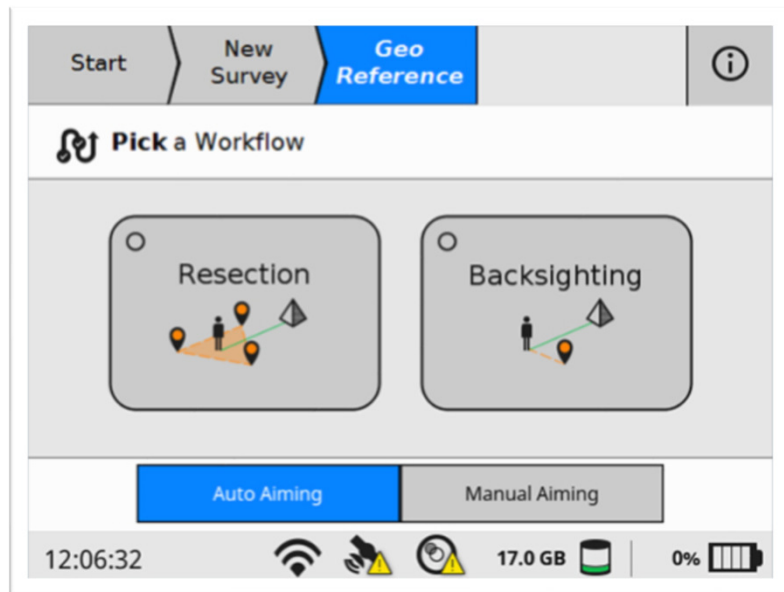 Start
New
Survey
Geo
Reference
Pick a Workflow
Resection
Backsighting
Auto Aiming
Manual Aiming
12:06:32
17.0 GB
0%